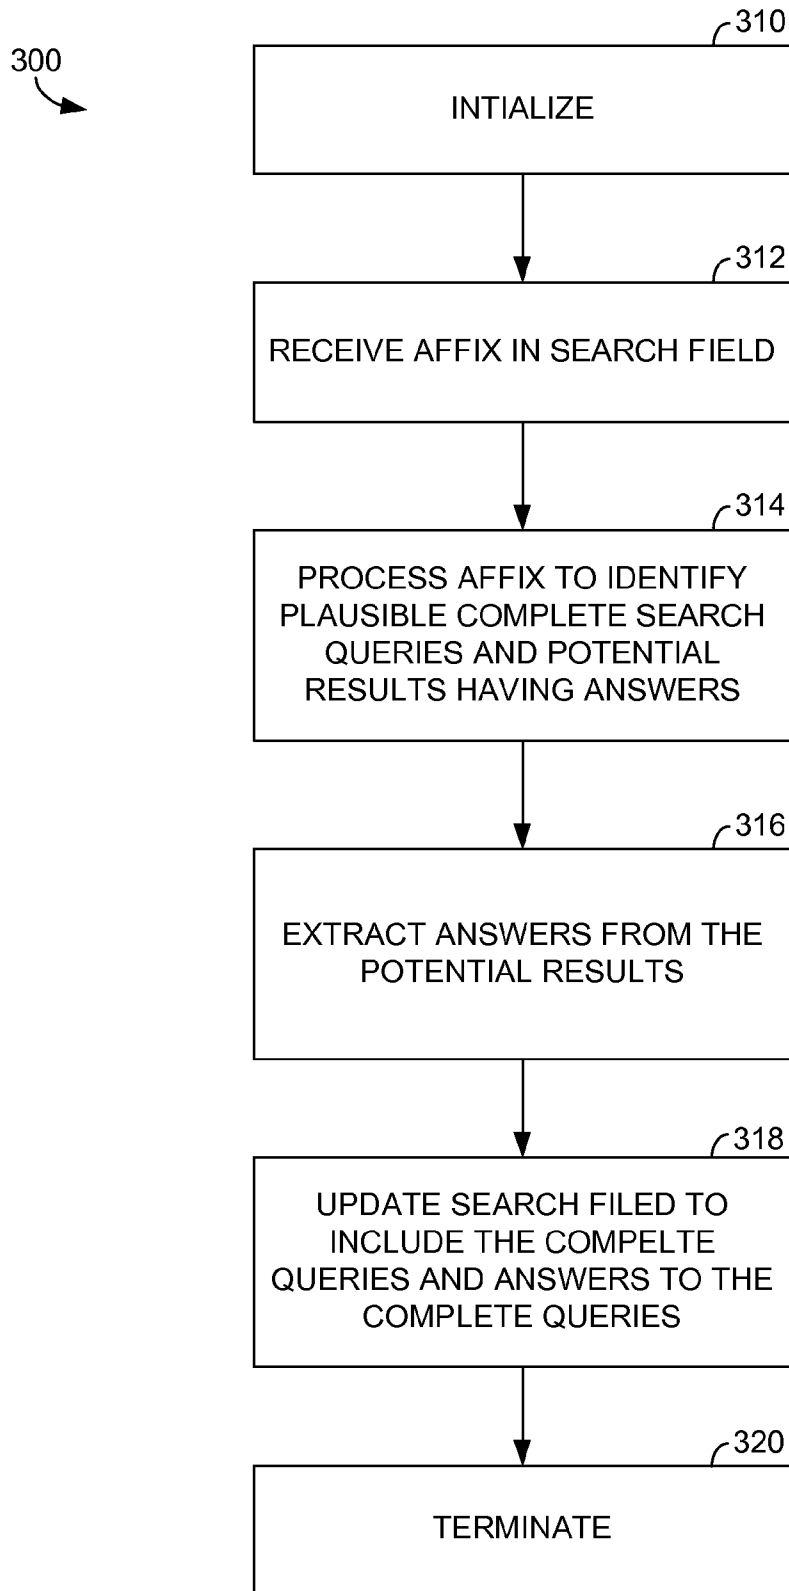 310
300
INTIALIZE
312
RECEIVE AFFIX IN SEARCH FIELD
314
PROCESS AFFIX TO IDENTIFY
PLAUSIBLE COMPLETE SEARCH
QUERIES AND POTENTIAL
RESULTS HAVING ANSWERS
316
EXTRACT ANSWERS FROM THE
POTENTIAL RESULTS
318
UPDATE SEARCH FILED TO
INCLUDE THE COMPELTE
QUERIES AND ANSWERS TO THE
COMPLETE QUERIES
320
TERMINATE